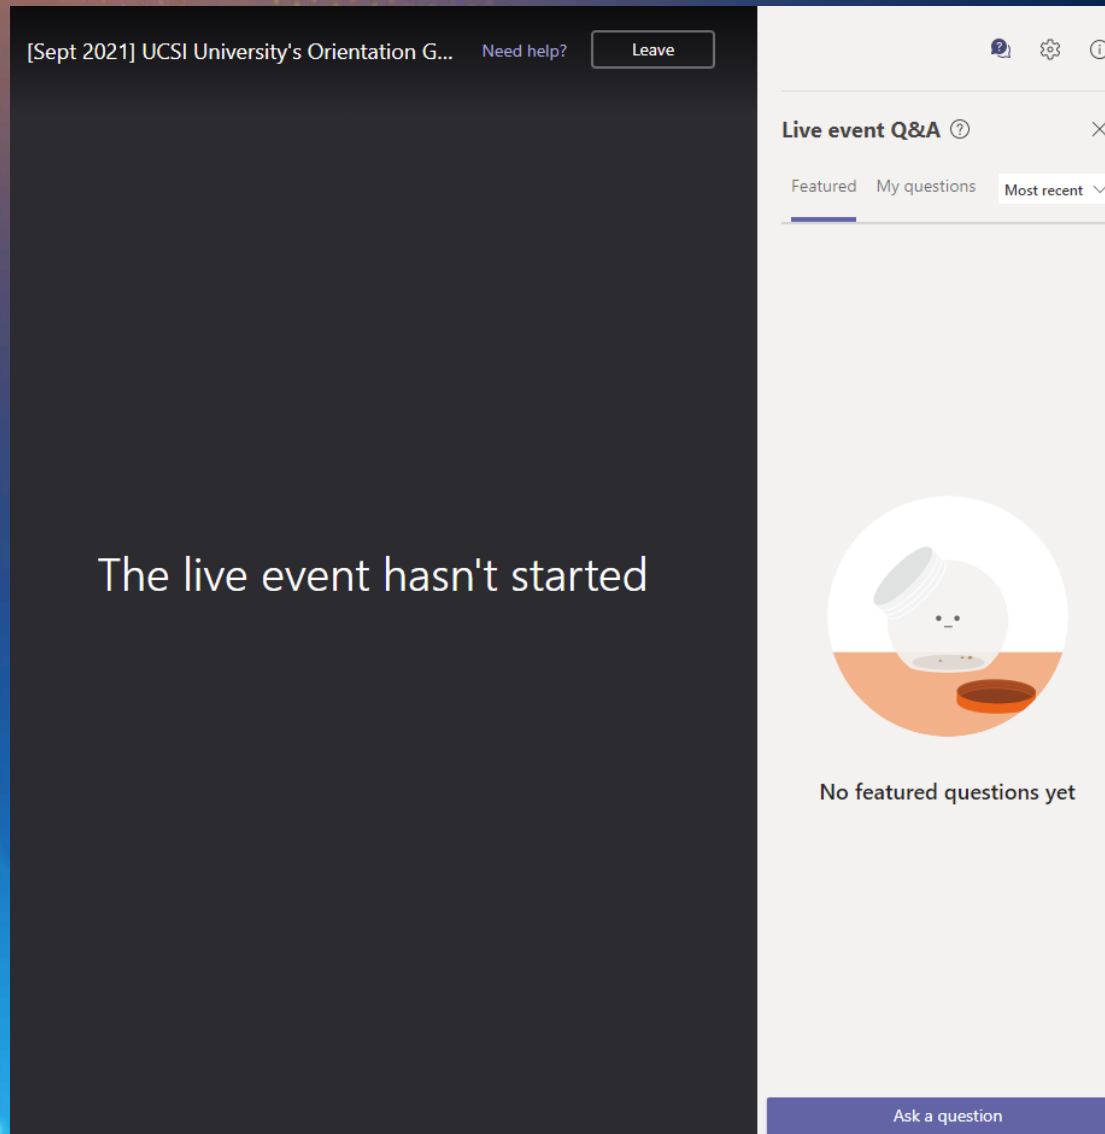 [Sept 2021] UCSI University's Orientation G...
Need help?
Leave
The live event hasn't started
Live event Q&A
Featured
My questions
Most recent
No featured questions yet
Ask a question